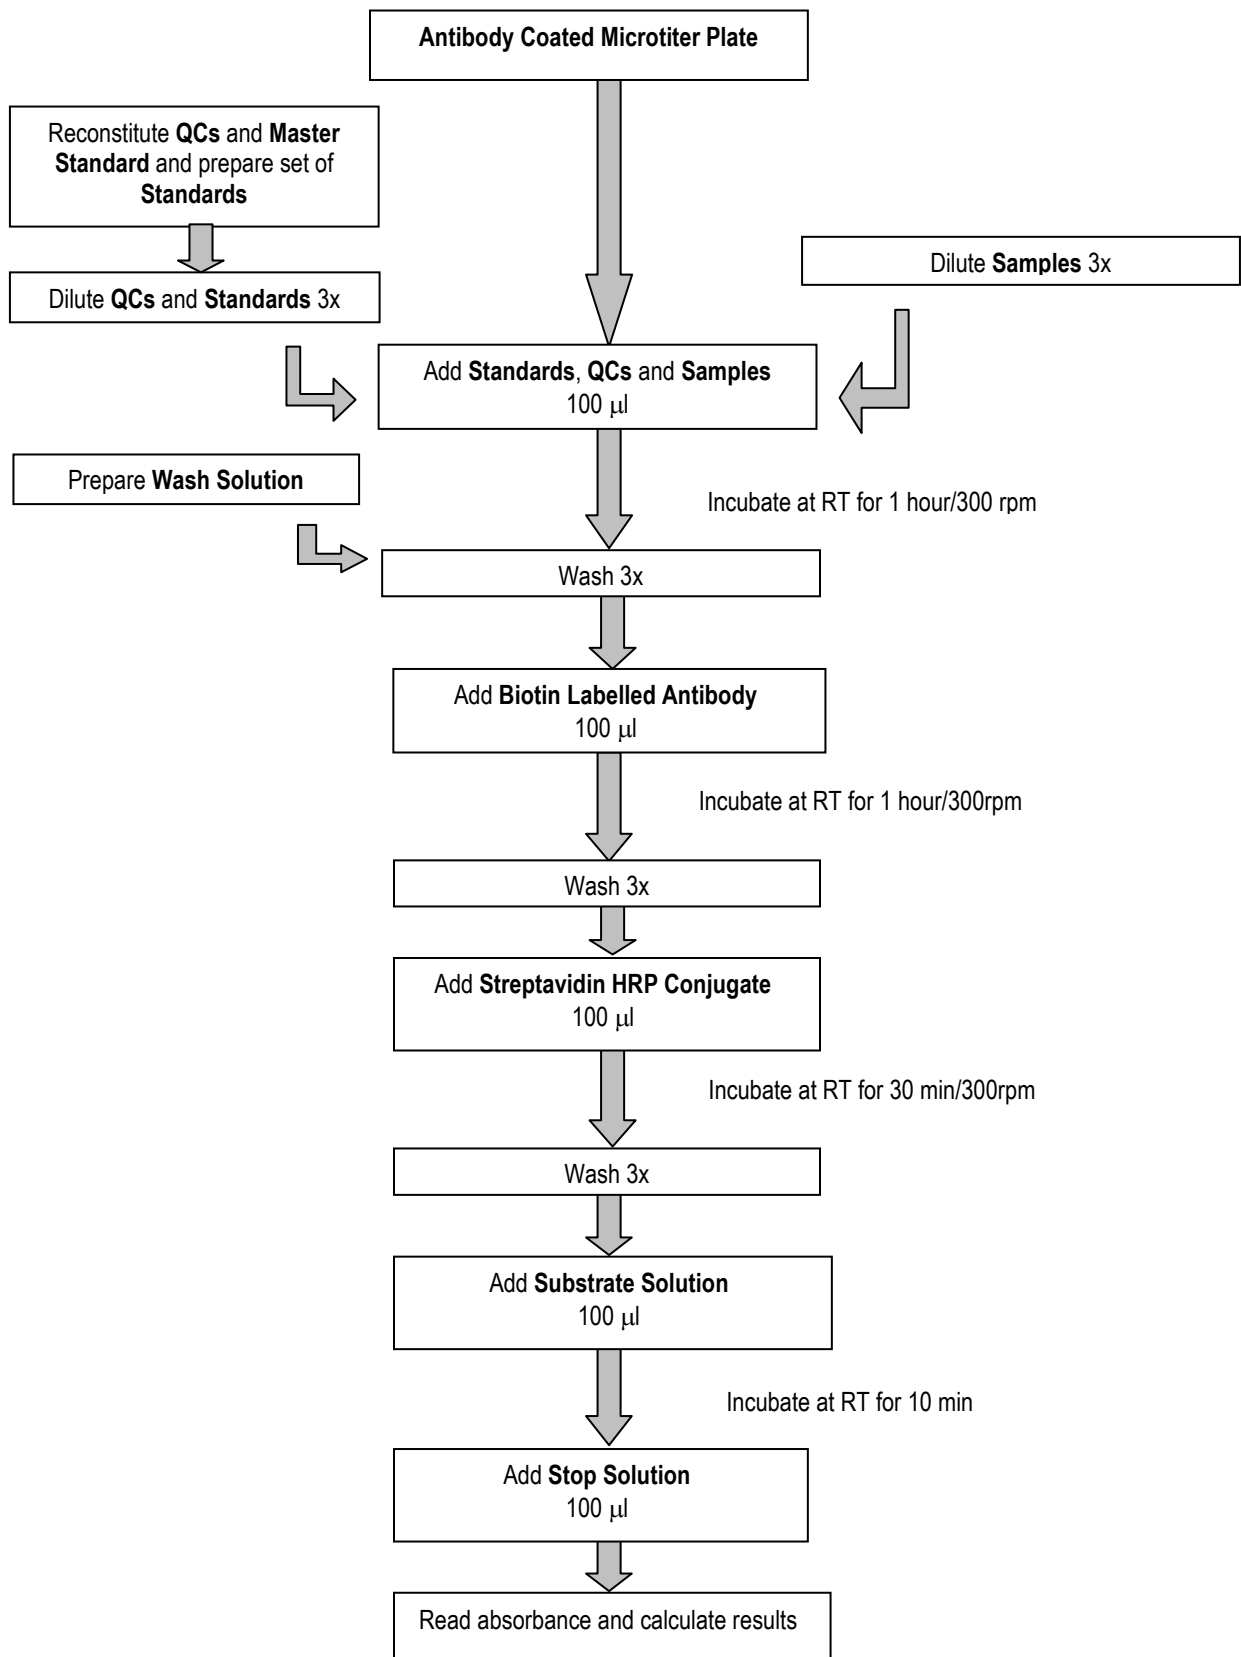 Antibody Coated Microtiter Plate
Reconstitute QCs and Master
Standard and prepare set of
Standards
Dilute QCs and Standards 3x
Dilute Samples 3x
Add Standards, QCs and Samples
100 μl
Prepare Wash Solution
Incubate at RT for 1 hour/300 rpm
Wash 3x
Add Biotin Labelled Antibody
100 μl
Incubate at RT for 1 hour/300rpm
Wash 3x
Add Streptavidin HRP Conjugate
100 μl
Incubate at RT for 30 min/300rpm
Wash 3x
Add Substrate Solution
100 μl
Incubate at RT for 10 min
Add Stop Solution
100 μl
Read absorbance and calculate results